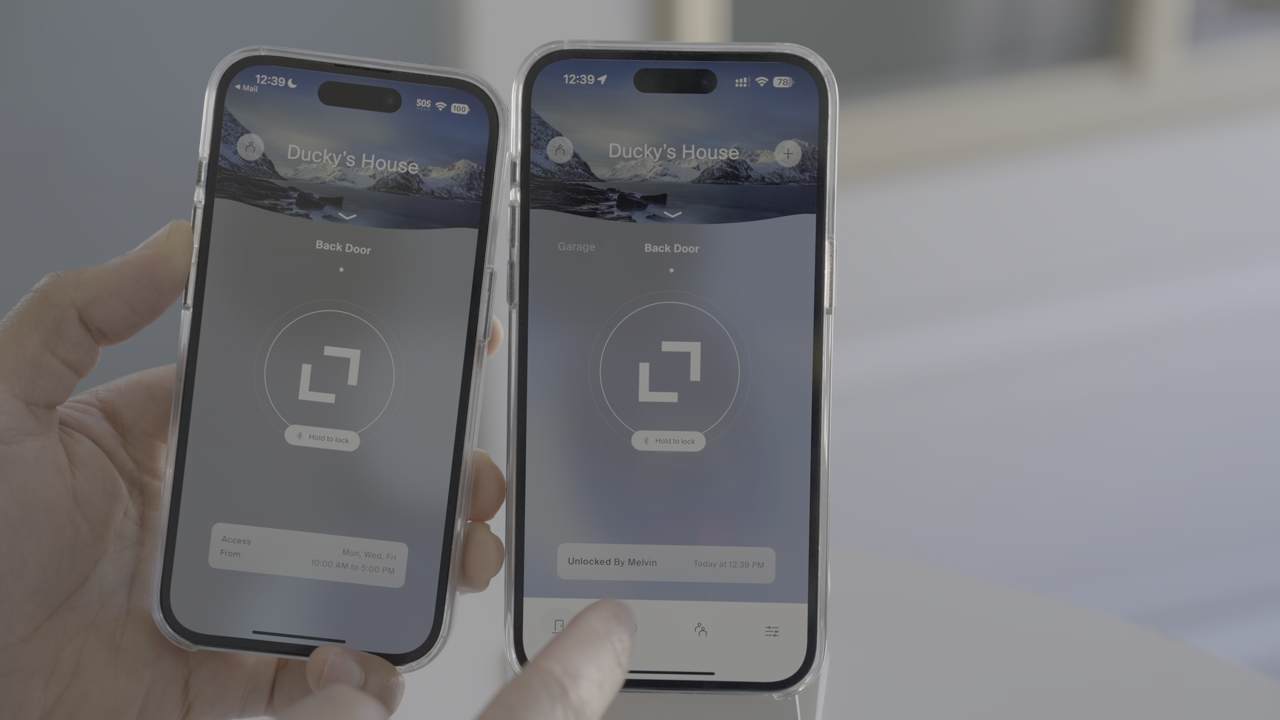 12:39
Mail
SOS
100
Ducky's House
Back Door
Hold to lock
Access
From
Mon, Wed, Fri
10:00 AM to 5:00 PM
12:39
78
Ducky's House
Garage
Back Door
Hold to lock
Unlocked By Melvin
Today at 12:39 PM